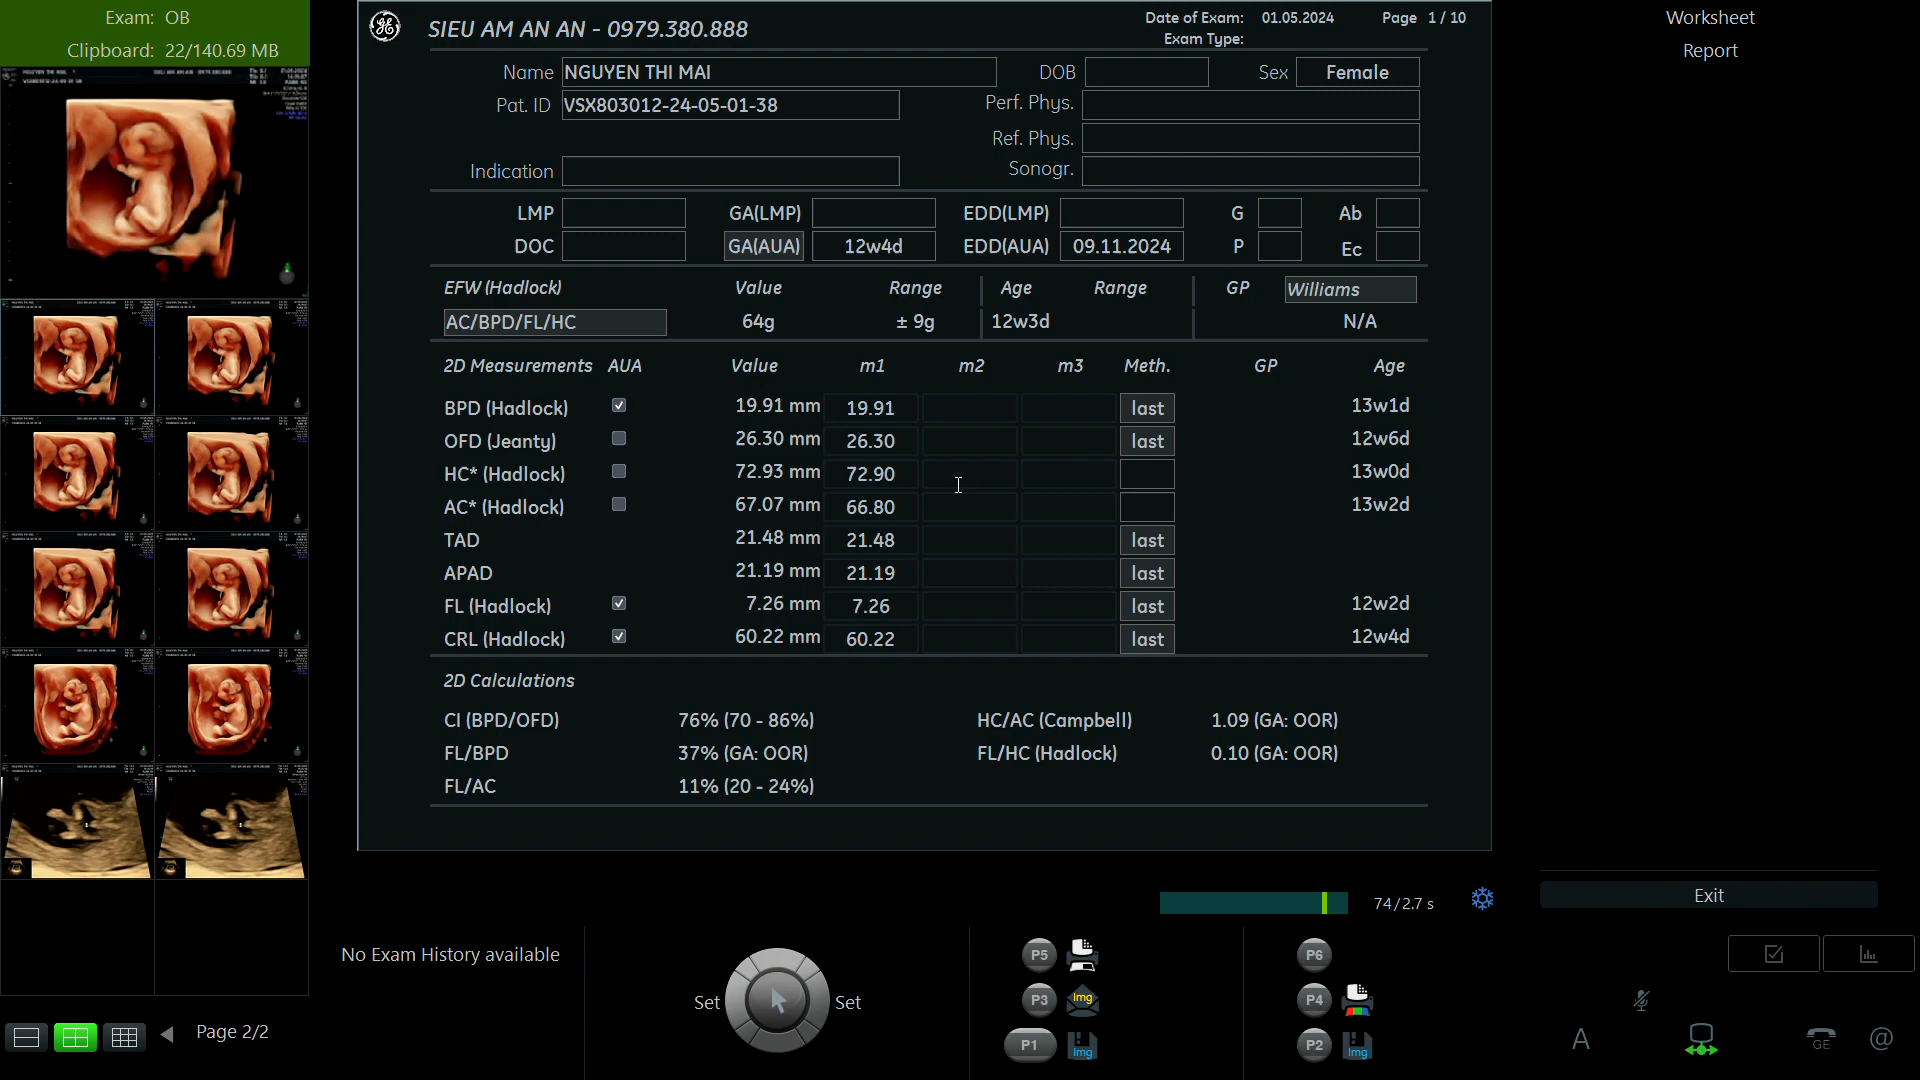 Exam: OB
Clipboard: 22/140.69 MB
SIEU AM AN AN - 0979.380.888
Date of Exam: 01.05.2024 Page 1 / 10
Exam Type:
Name NGUYEN THI MAI DOB Sex Female
Pat. ID VSX803012-24-05-01-38 Perf. Phys.
Ref. Phys.
Indication Sonogr.
LMP GA(LMP) EDD(LMP) G Ab
DOC GA(AUA) 12w4d EDD(AUA) 09.11.2024 P Ec
EFW (Hadlock) Value Range Age Range GP Williams
AC/BPD/FL/HC 64g ± 9g 12w3d N/A
2D Measurements AUA Value m1 m2 m3 Meth. GP Age
BPD (Hadlock) 19.91 mm 19.91 last 13w1d
OFD (Jeanty) 26.30 mm 26.30 last 12w6d
HC* (Hadlock) 72.93 mm 72.90 13w0d
AC* (Hadlock) 67.07 mm 66.80 13w2d
TAD 21.48 mm 21.48 last
APAD 21.19 mm 21.19 last
FL (Hadlock) 7.26 mm 7.26 last 12w2d
CRL (Hadlock) 60.22 mm 60.22 last 12w4d
2D Calculations
CI (BPD/OFD) 76% (70 - 86%) HC/AC (Campbell) 1.09 (GA: OOR)
FL/BPD 37% (GA: OOR) FL/HC (Hadlock) 0.10 (GA: OOR)
FL/AC 11% (20 - 24%)
Worksheet
Report
74/2.7 s
Exit
No Exam History available
Set Set
P5 P6
P3 Img P4
P1 Img P2 Img
Page 2/2
A GE @